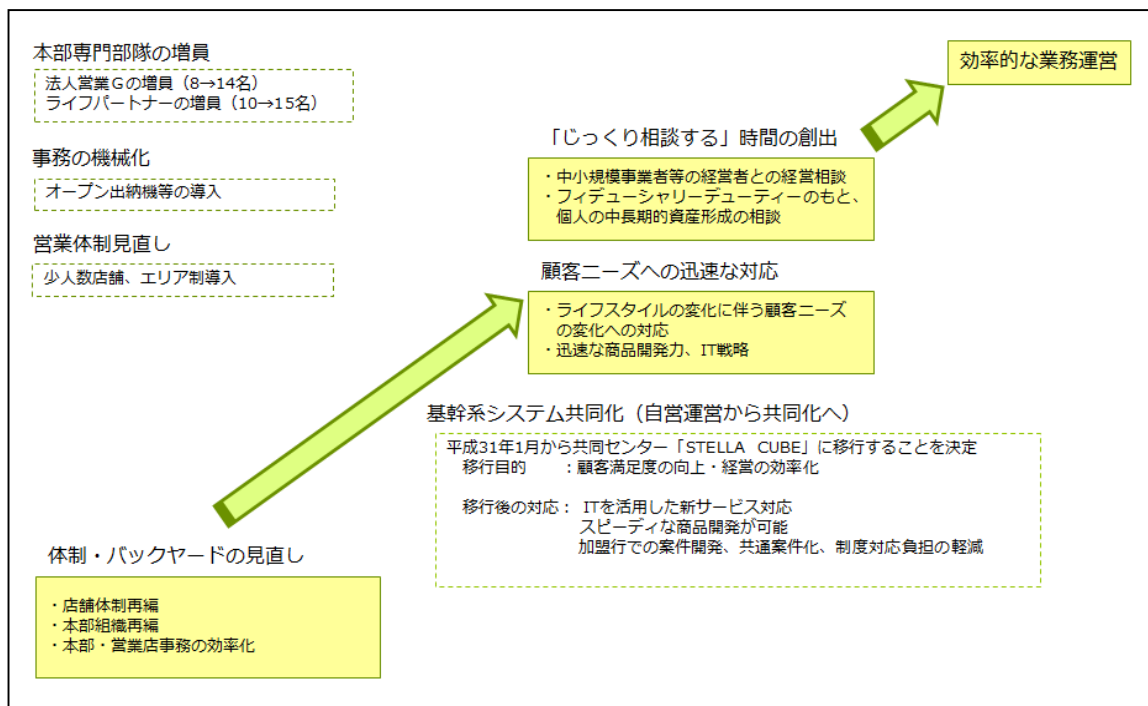 本部専門部隊の増員
法人営業Gの増員（8→14名）
ライフパートナーの増員（10→15名）
事務の機械化
オープン出納機等の導入
営業体制見直し
少人数店舗、エリア制導入
効率的な業務運営
「じっくり相談する」時間の創出
・中小規模事業者等の経営者との経営相談
・フィデューシャリーデューティーのもと、
個人の中長期的資産形成の相談
顧客ニーズへの迅速な対応
・ライフスタイルの変化に伴う顧客ニーズ
の変化への対応
・迅速な商品開発力、IT戦略
基幹系システム共同化（自営運営から共同化へ）
平成31年1月から共同センター「STELLA CUBE」に移行することを決定
移行目的　　：顧客満足度の向上・経営の効率化
移行後の対応： ITを活用した新サービス対応
スピーディな商品開発が可能
加盟行での案件開発、共通案件化、制度対応負担の軽減
体制・バックヤードの見直し
・店舗体制再編
・本部組織再編
・本部・営業店事務の効率化